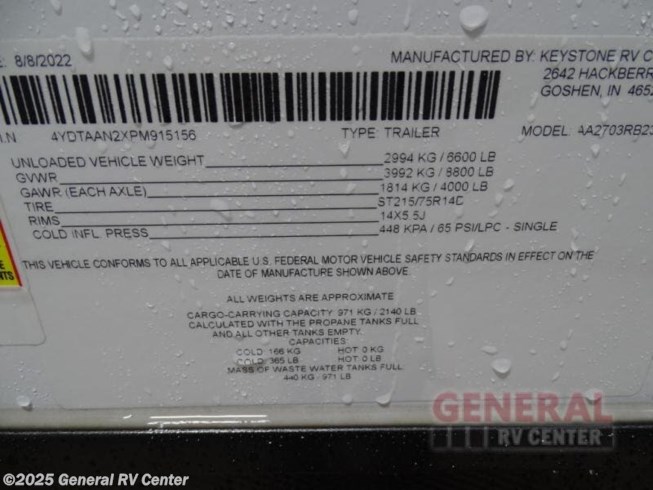 E: 8/8/2022 MANUFACTURED BY: KEYSTONE RV C
2642 HACKBERR
GOSHEN, IN 4652
I.N 4YDTAAN2XPM915156 TYPE: TRAILER MODEL: AA2703RB23
UNLOADED VEHICLE WEIGHT 2994 KG / 6600 LB
GVWR 3992 KG / 8800 LB
GAWR (EACH AXLE) 1814 KG / 4000 LB
TIRE ST215/75R14D
RIMS 14X5.5J
COLD INFL PRESS 448 KPA / 65 PSI/LPC - SINGLE
THIS VEHICLE CONFORMS TO ALL APPLICABLE U.S. FEDERAL MOTOR VEHICLE SAFETY STANDARDS IN EFFECT ON THE
DATE OF MANUFACTURE SHOWN ABOVE.
ALL WEIGHTS ARE APPROXIMATE
CARGO-CARRYING CAPACITY: 971 KG / 2140 LB
CALCULATED WITH THE PROPANE TANKS FULL
AND ALL OTHER TANKS EMPTY.
CAPACITIES:
COLD: 166 KG HOT: 0 KG
COLD: 365 LB HOT: 0 LB
MASS OF WASTE WATER TANKS FULL
440 KG / 971 LB
E
NTS
GENERAL
RV CENTER
©2025 General RV Center